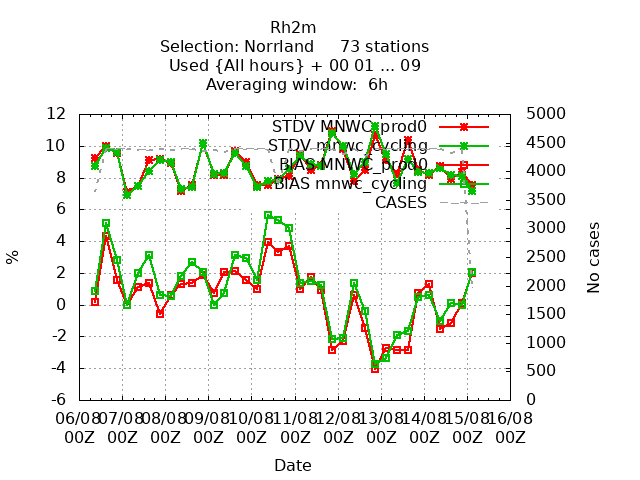 Rh2m
Selection: Norrland     73 stations
Used {All hours} + 00 01 ... 09
Averaging window:  6h
STDV MNWC_prod0
STDV mnwc_cycling
BIAS MNWC_prod0
BIAS mnwc_cycling
CASES
12
10
8
6
4
2
0
-2
-4
-6
%
5000
4500
4000
3500
3000
2500
2000
1500
1000
500
0
No cases
06/08 07/08 08/08 09/08 10/08 11/08 12/08 13/08 14/08 15/08 16/08
00Z 00Z 00Z 00Z 00Z 00Z 00Z 00Z 00Z 00Z 00Z
Date